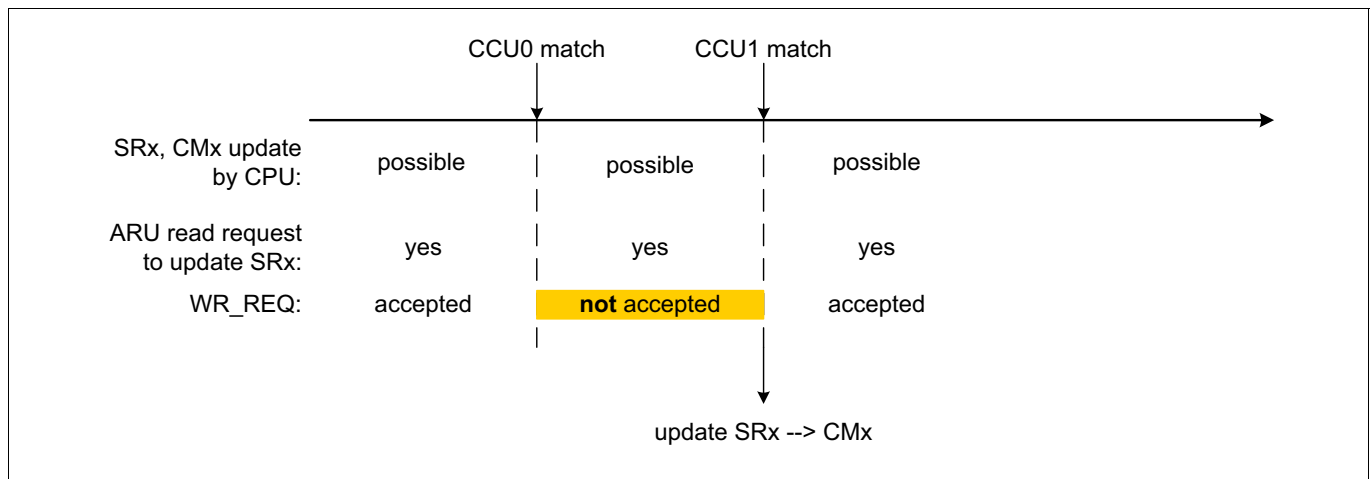 CCU0 match CCU1 match
SRx, CMx update
by CPU: possible possible possible
ARU read request
to update SRx: yes yes yes
WR_REQ: accepted not accepted accepted
update SRx --> CMx